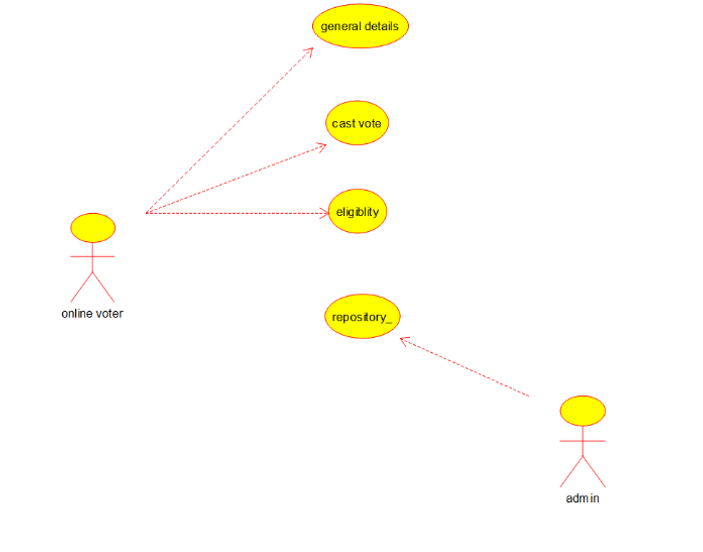 general details
cast vote
eligiblity
online voter
repository_
admin